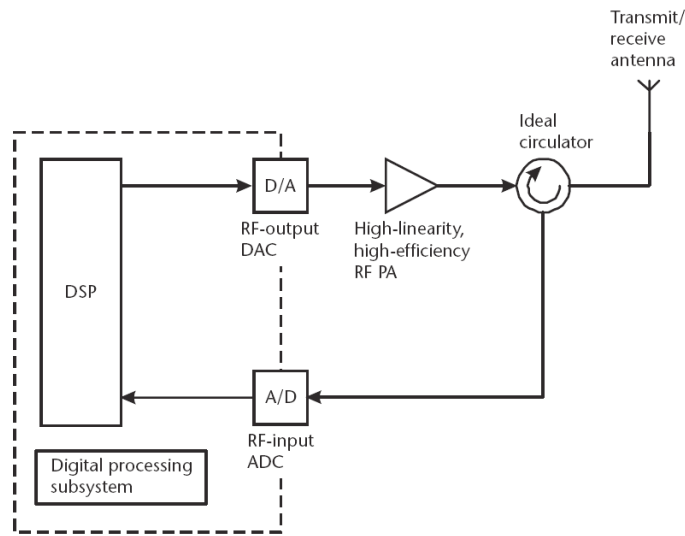 Transmit/
receive
antenna
Ideal
circulator
D/A
RF-output
DAC
High-linearity,
high-efficiency
RF PA
DSP
A/D
RF-input
ADC
Digital processing
subsystem